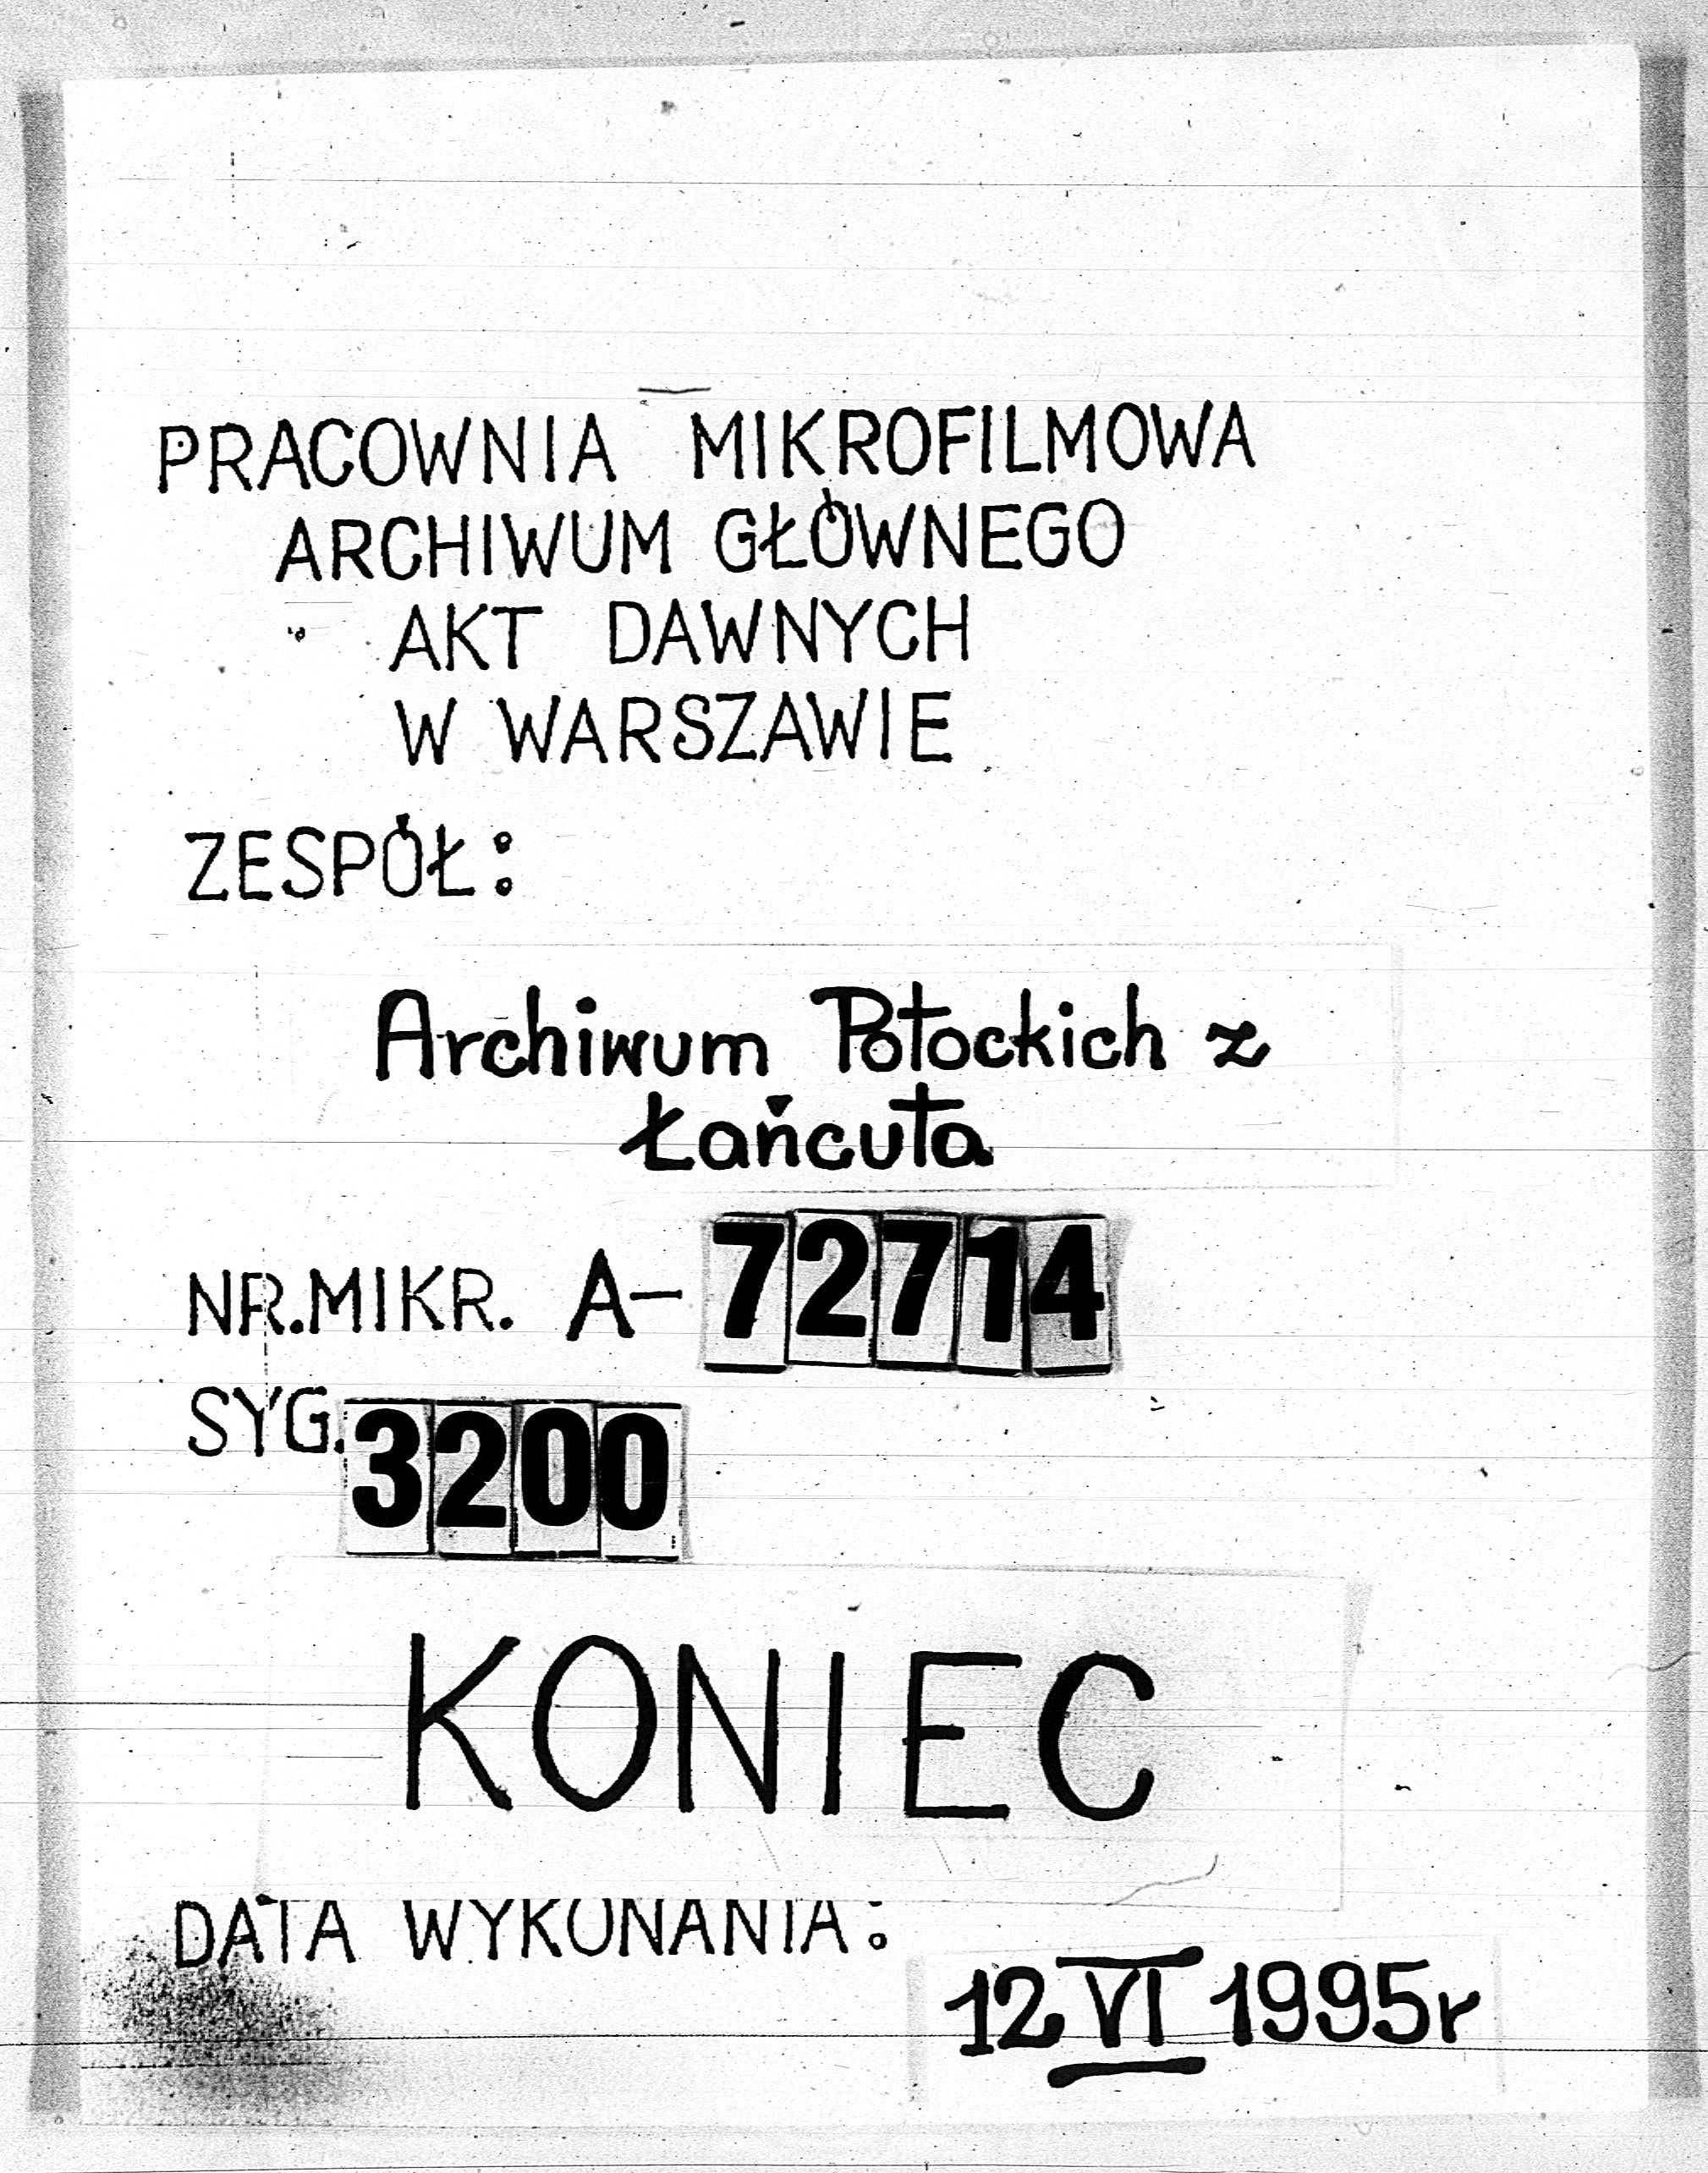 PRACOWNIA MIKROFILMOWA
ARCHIWUM GŁÓWNEGO
AKT DAWNYCH
W WARSZAWIE
ZESPÓŁ:
Archiwum Potockich z
Łańcuta
NR.MIKR. A-72714
SYG.3200
KONIEC
DATA WYKONANIA:
12 VI 1995r